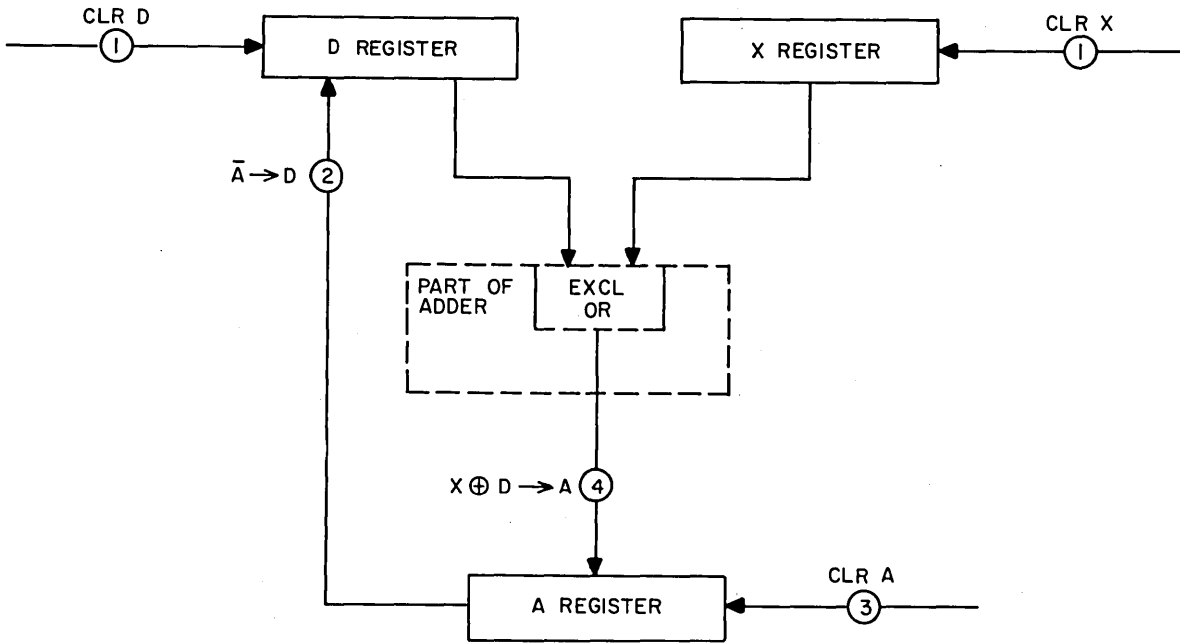 CLR D
1
D REGISTER
X REGISTER
CLR X
1
Ā → D 2
PART OF
ADDER
EXCL
OR
X ⊕ D → A 4
A REGISTER
CLR A
3